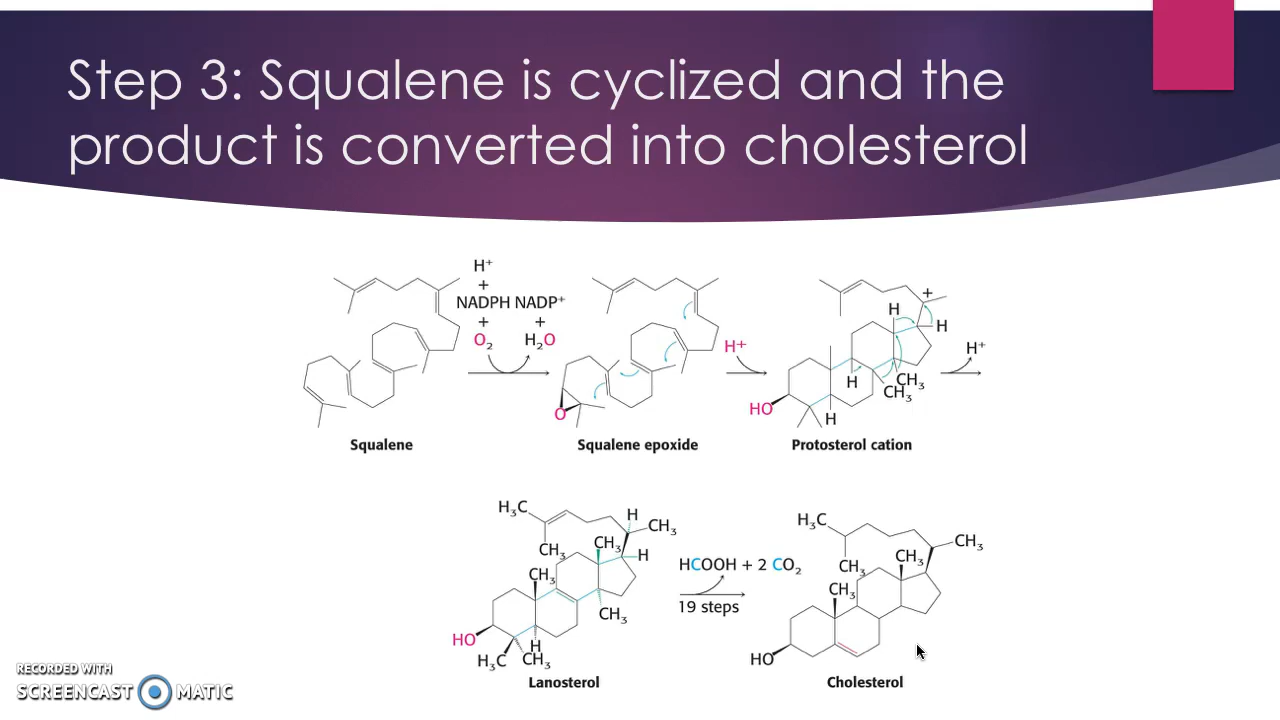 Step 3: Squalene is cyclized and the
product is converted into cholesterol
H⁺
+
NADPH NADP⁺
+ +
O₂ H₂O
Squalene
O
Squalene epoxide
H⁺
+
H
H
H
CH₃
CH₃
HO
H
Protosterol cation
H⁺
H₃C
H
CH₃
CH₃
CH₃
H
CH₃
CH₃
HO
H
H₃C CH₃
Lanosterol
HCOOH + 2 CO₂
19 steps
H₃C
CH₃
CH₃
CH₃
CH₃
HO
Cholesterol
RECORDED WITH
SCREENCAST MATIC